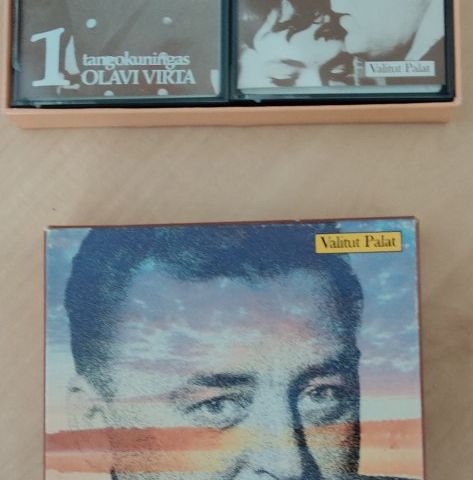 1 tangokuningas
OLAVI VIRTA
Valitut Palat
Valitut Palat